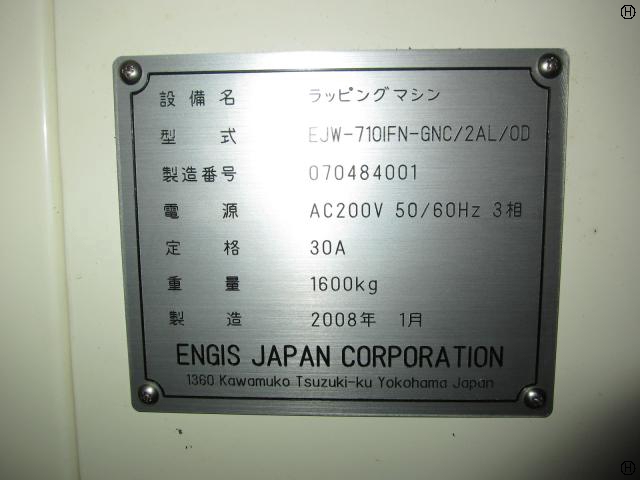 設備名 ラッピングマシン
型式 EJW-710IFN-GNC/2AL/OD
製造番号 070484001
電源 AC200V 50/60Hz 3相
定格 30A
重量 1600kg
製造 2008年 1月
ENGIS JAPAN CORPORATION
1360 Kawamuko Tsuzuki-ku Yokohama Japan